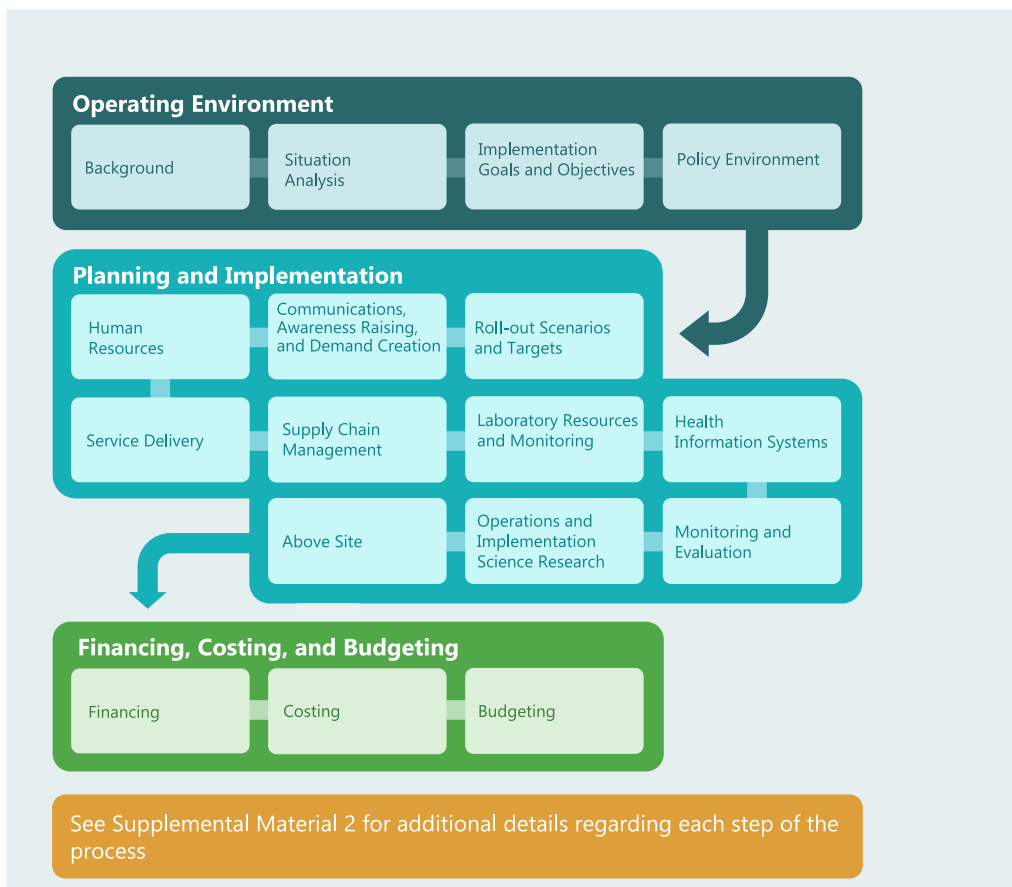 Operating Environment
Background
Situation
Analysis
Implementation
Goals and Objectives
Policy Environment
Planning and Implementation
Human
Resources
Communications,
Awareness Raising,
and Demand Creation
Roll-out Scenarios
and Targets
Service Delivery
Supply Chain
Management
Laboratory Resources
and Monitoring
Health
Information Systems
Above Site
Operations and
Implementation
Science Research
Monitoring and
Evaluation
Financing, Costing, and Budgeting
Financing
Costing
Budgeting
See Supplemental Material 2 for additional details regarding each step of the
process